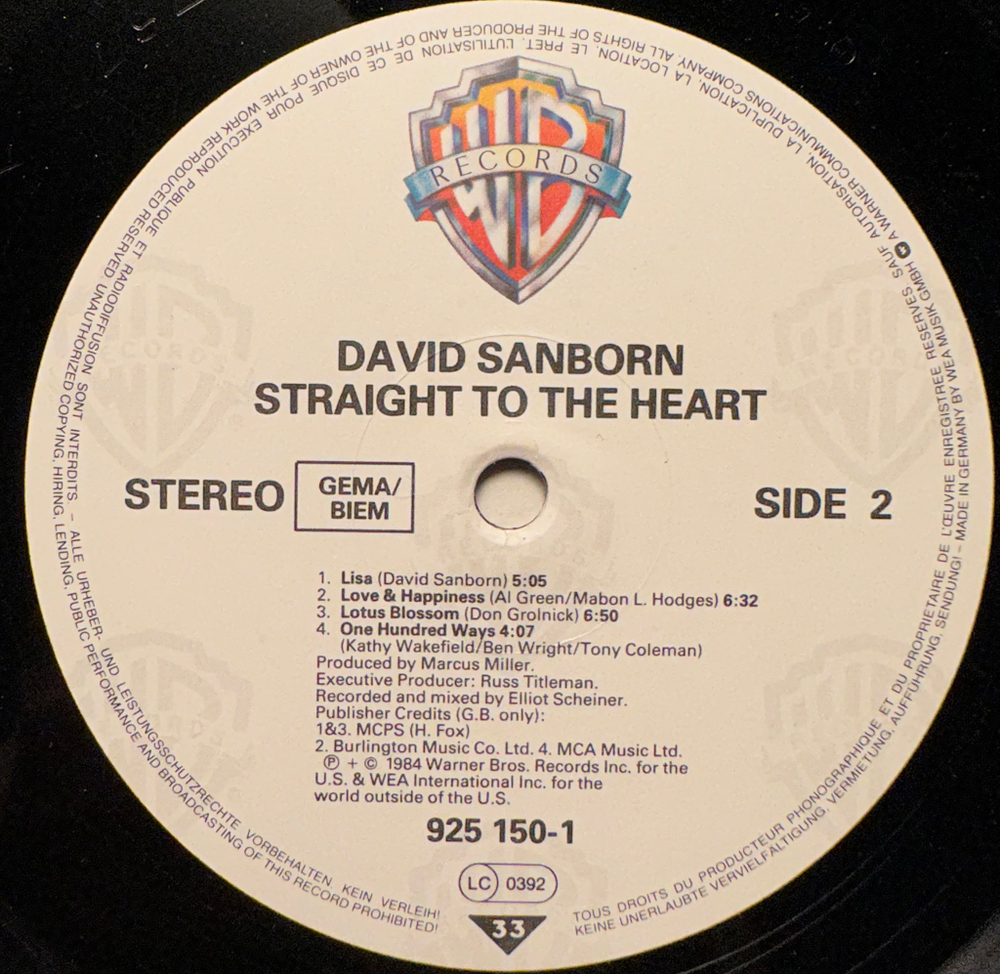 RECORDS
DAVID SANBORN
STRAIGHT TO THE HEART
STEREO
GEMA/
BIEM
SIDE 2
1. Lisa (David Sanborn) 5:05
2. Love & Happiness (Al Green/Mabon L. Hodges) 6:32
3. Lotus Blossom (Don Grolnick) 6:50
4. One Hundred Ways 4:07
(Kathy Wakefield/Ben Wright/Tony Coleman)
Produced by Marcus Miller.
Executive Producer: Russ Titleman.
Recorded and mixed by Elliot Scheiner.
Publisher Credits (G.B. only):
1&3. MCPS (H. Fox)
2. Burlington Music Co. Ltd. 4. MCA Music Ltd.
℗ + © 1984 Warner Bros. Records Inc. for the
U.S. & WEA International Inc. for the
world outside of the U.S.
925 150-1
LC 0392
33
TOUS DROITS DU PRODUCTEUR PHONOGRAPHIQUE ET DU PROPRIETAIRE DE L'ŒUVRE ENREGISTREE RESERVES SAUF AUTORISATION, LA DUPLICATION, LA LOCATION, LE PRET, L'UTILISATION DE CE DISQUE POUR EXECUTION PUBLIQUE ET RADIODIFFUSION SONT INTERDITS – ALLE URHEBER- UND LEISTUNGSSCHUTZRECHTE VORBEHALTEN, KEIN VERLEIH!
KEINE UNERLAUBTE VERVIELFÄLTIGUNG, VERMIETUNG, AUFFÜHRUNG, SENDUNG! – MADE IN GERMANY BY WEA MUSIK GMBH A WARNER COMMUNICATIONS COMPANY. ALL RIGHTS OF THE PRODUCER AND OF THE OWNER OF THE WORK REPRODUCED RESERVED. UNAUTHORIZED COPYING, HIRING, LENDING, PUBLIC PERFORMANCE AND BROADCASTING OF THIS RECORD PROHIBITED!